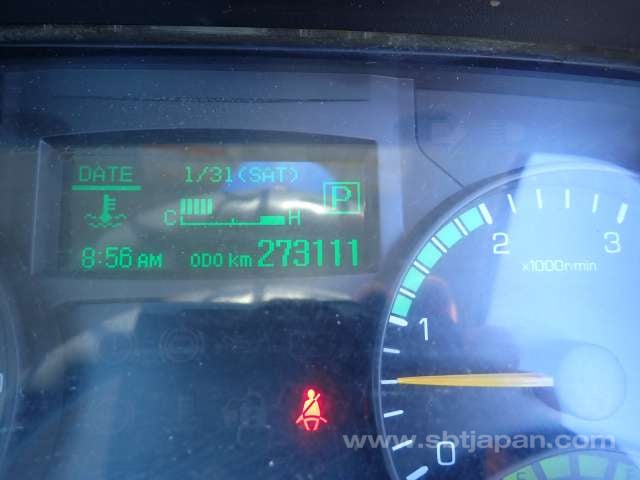 DATE 1/31(SAT)
P
C H
8:56 AM ODO km 273111
2 3
x1000r/min
1
0
www.sbtjapan.com
E F